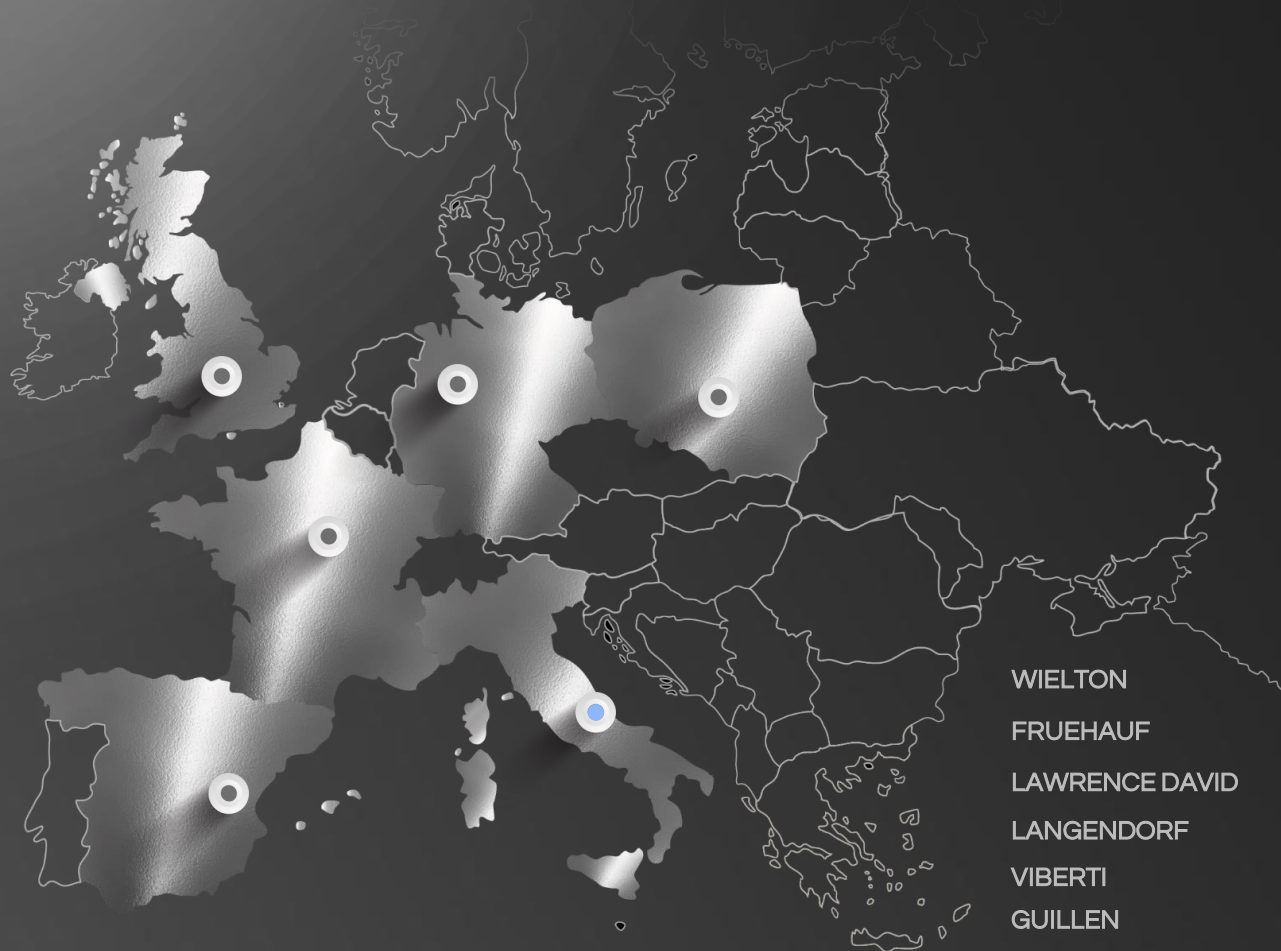 WIELTON
FRUEHAUF
LAWRENCE DAVID
LANGENDORF
VIBERTI
GUILLEN